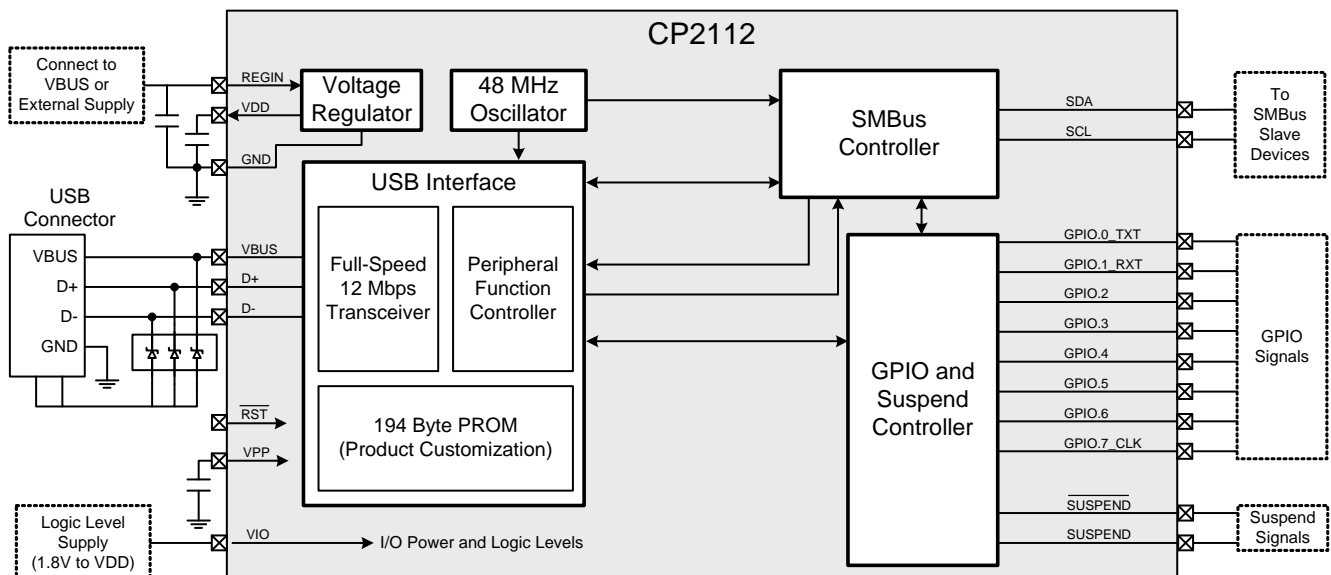 CP2112
Connect to
VBUS or
External Supply
REGIN
VDD
GND
Voltage
Regulator
48 MHz
Oscillator
SMBus
Controller
SDA
SCL
To
SMBus
Slave
Devices
USB
Connector
VBUS
D+
D-
GND
VBUS
D+
D-
USB Interface
Full-Speed
12 Mbps
Transceiver
Peripheral
Function
Controller
194 Byte PROM
(Product Customization)
RST
VPP
GPIO and
Suspend
Controller
GPIO.0_TXT
GPIO.1_RXT
GPIO.2
GPIO.3
GPIO.4
GPIO.5
GPIO.6
GPIO.7_CLK
GPIO
Signals
SUSPEND
SUSPEND
Suspend
Signals
Logic Level
Supply
(1.8V to VDD)
VIO
I/O Power and Logic Levels